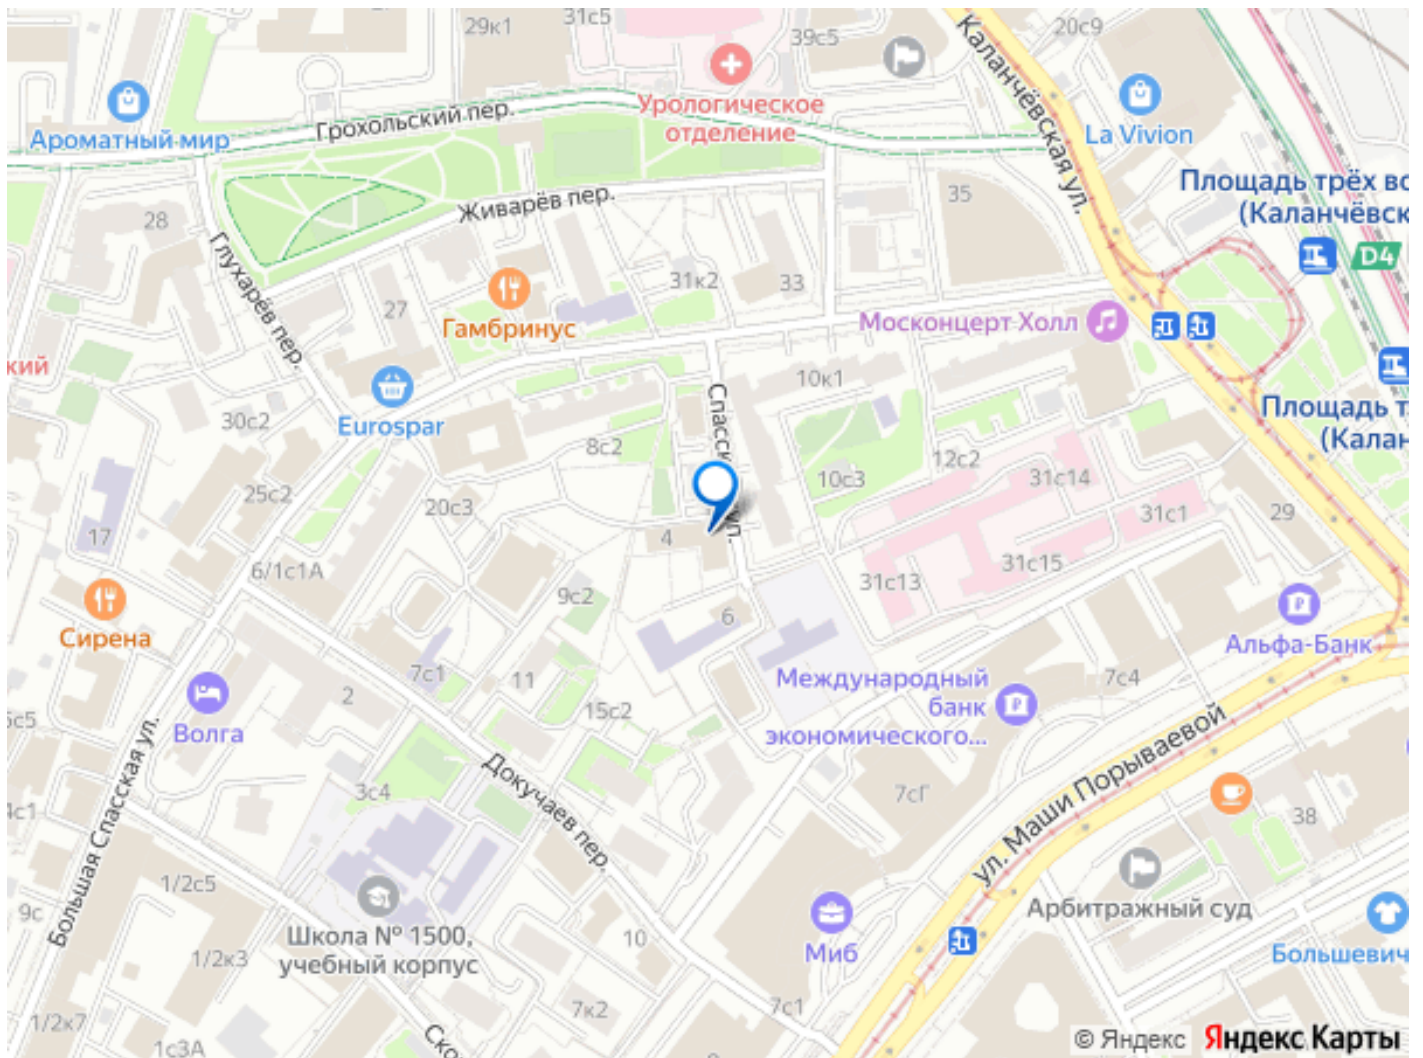 31с5
29к1
39с5
20с9
Каланчёвская ул.
Урологическое
отделение
Ароматный мир
Грохольский пер.
La Vivion
Площадь трёх во
(Каланчёвск
D4
35
Живарёв пер.
28
Глухарёв пер.
31к2
33
27
Гамбринус
Москонцерт Холл
кий
10к1
Спасск
ул.
Площадь т
(Калан
30с2
Eurospar
8с2
12с2
10с3
31с14
25с2
20с3
31с1
29
17
4
6/1с1А
31с15
31с13
9с2
6
Сирена
Альфа-Банк
7с1
11
Международный
банк
экономического...
7с4
2
15с2
Волга
Докучаев пер.
3с4
7сГ
ул. Маши Порываевой
38
4с1
Большая Спасская ул.
1/2с5
9с
Арбитражный суд
Школа № 1500,
учебный корпус
10
Миб
Большевич
1/2к3
7к2
7с1
1/2к7
1с3А
Ско
© Яндекс Яндекс Карты